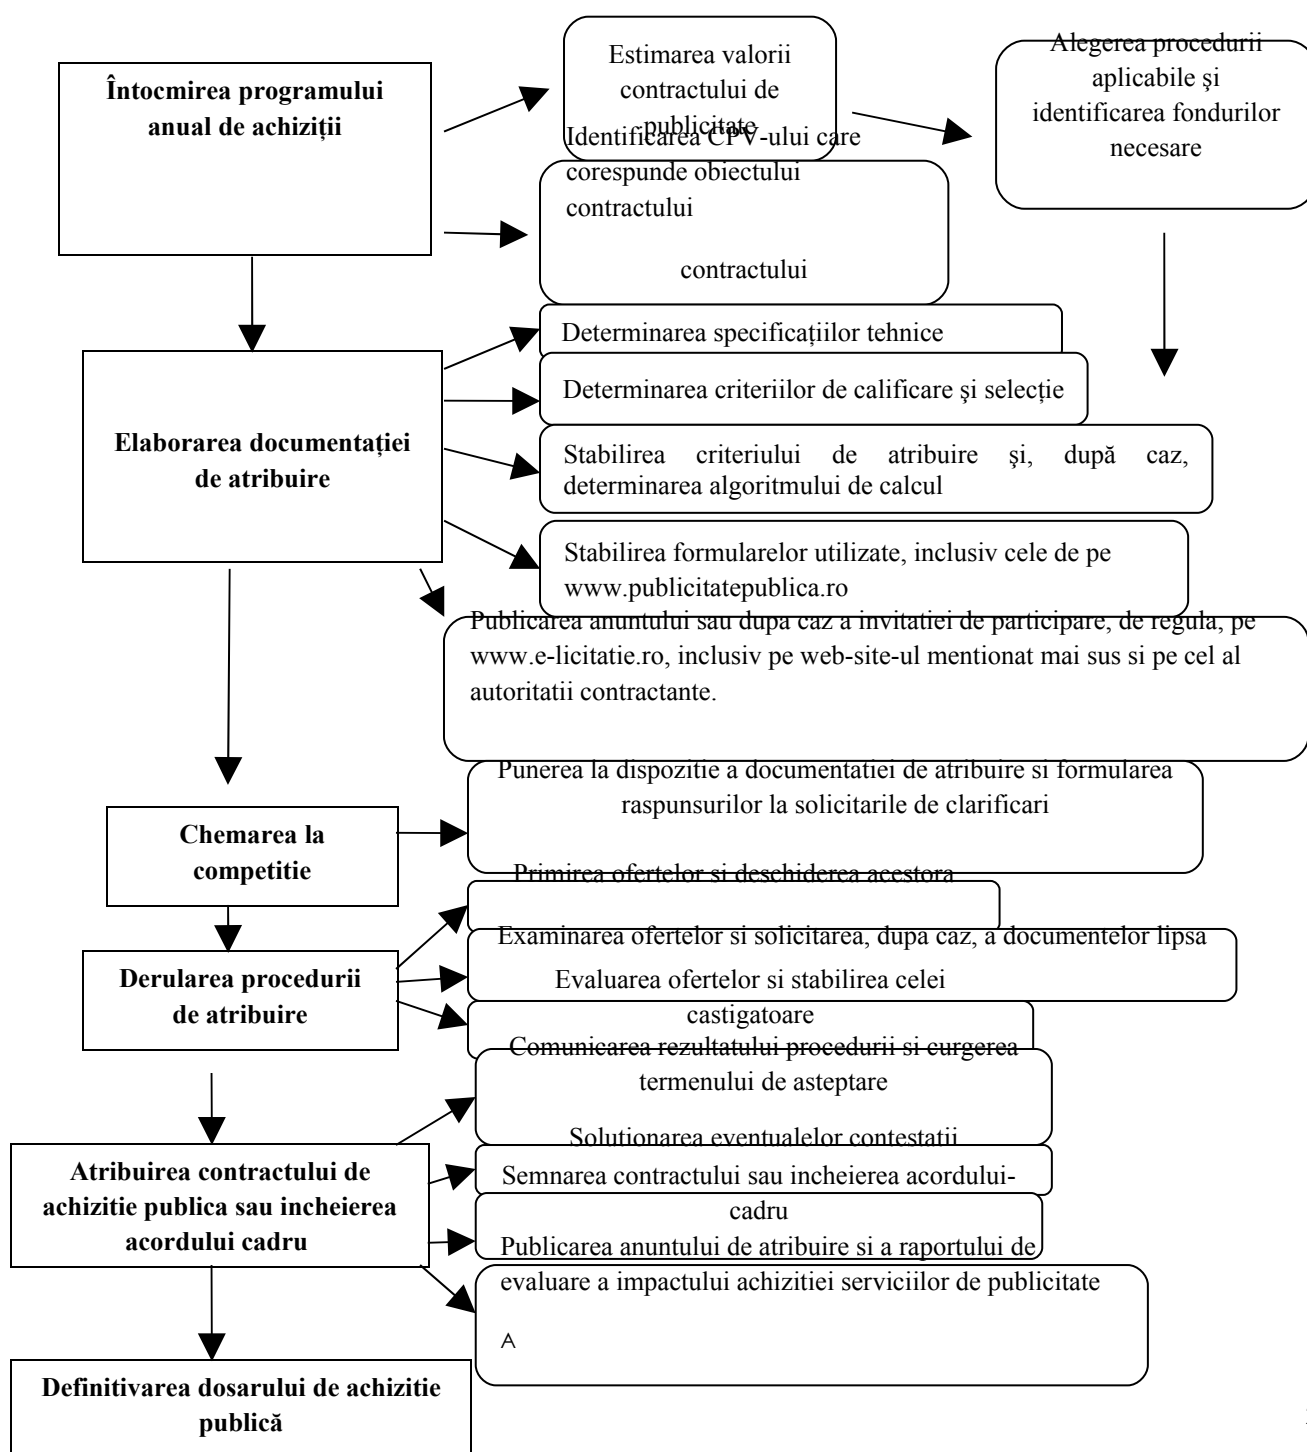 Întocmirea programului
anual de achiziții
Estimarea valorii
contractului de
publicitate
Alegerea procedurii
aplicabile şi
identificarea fondurilor
necesare
Identificarea CPV-ului care
corespunde obiectului
contractului
contractului
Elaborarea documentației
de atribuire
Determinarea specificațiilor tehnice
Determinarea criteriilor de calificare şi selecție
Stabilirea criteriului de atribuire şi, după caz,
determinarea algoritmului de calcul
Stabilirea formularelor utilizate, inclusiv cele de pe
www.publicitatepublica.ro
Publicarea anuntului sau dupa caz a invitatiei de participare, de regula, pe
www.e-licitatie.ro, inclusiv pe web-site-ul mentionat mai sus si pe cel al
autoritatii contractante.
Chemarea la
competitie
Punerea la dispozitie a documentatiei de atribuire si formularea
raspunsurilor la solicitarile de clarificari
Derularea procedurii
de atribuire
Primirea ofertelor si deschiderea acestora
Examinarea ofertelor si solicitarea, dupa caz, a documentelor lipsa
Evaluarea ofertelor si stabilirea celei
castigatoare
Atribuirea contractului de
achizitie publica sau incheierea
acordului cadru
Comunicarea rezultatului procedurii si curgerea
termenului de asteptare
Solutionarea eventualelor contestatii
Semnarea contractului sau incheierea acordului-
cadru
Publicarea anuntului de atribuire si a raportului de
evaluare a impactului achizitiei serviciilor de publicitate
A
Definitivarea dosarului de achizitie
publică